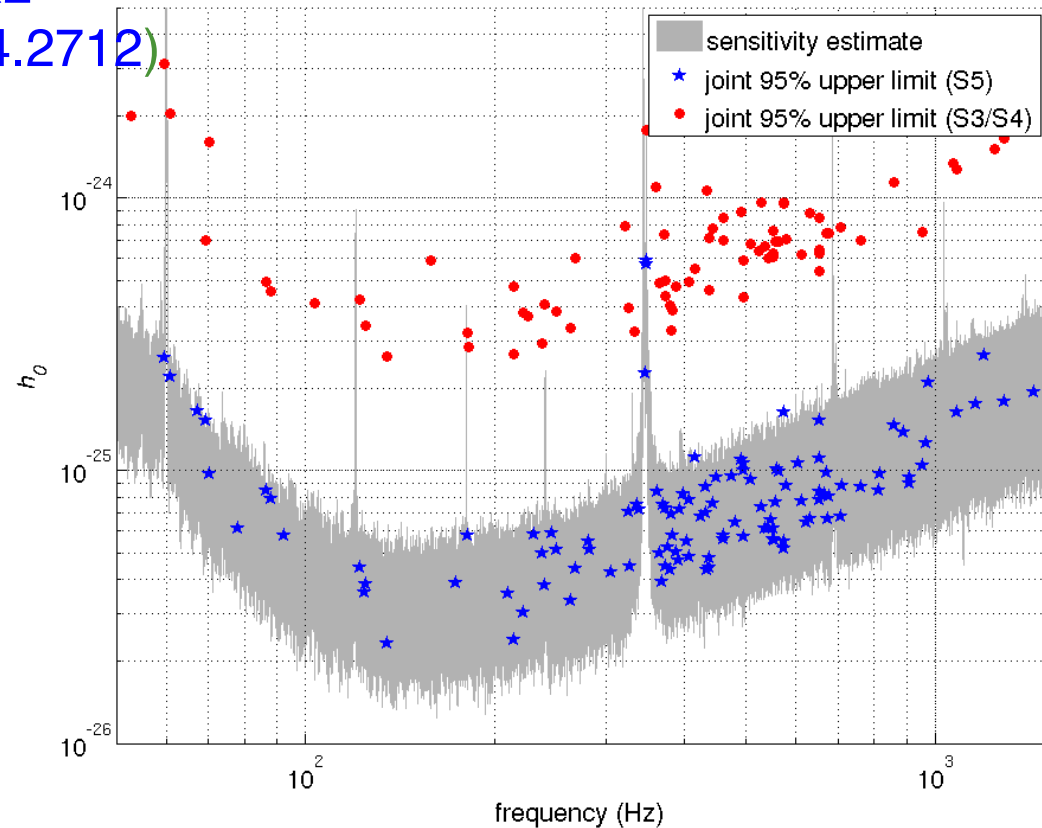 4.2712)
sensitivity estimate
joint 95% upper limit (S5)
joint 95% upper limit (S3/S4)
10^-24
10^-25
10^-26
h_0
10^2
10^3
frequency (Hz)